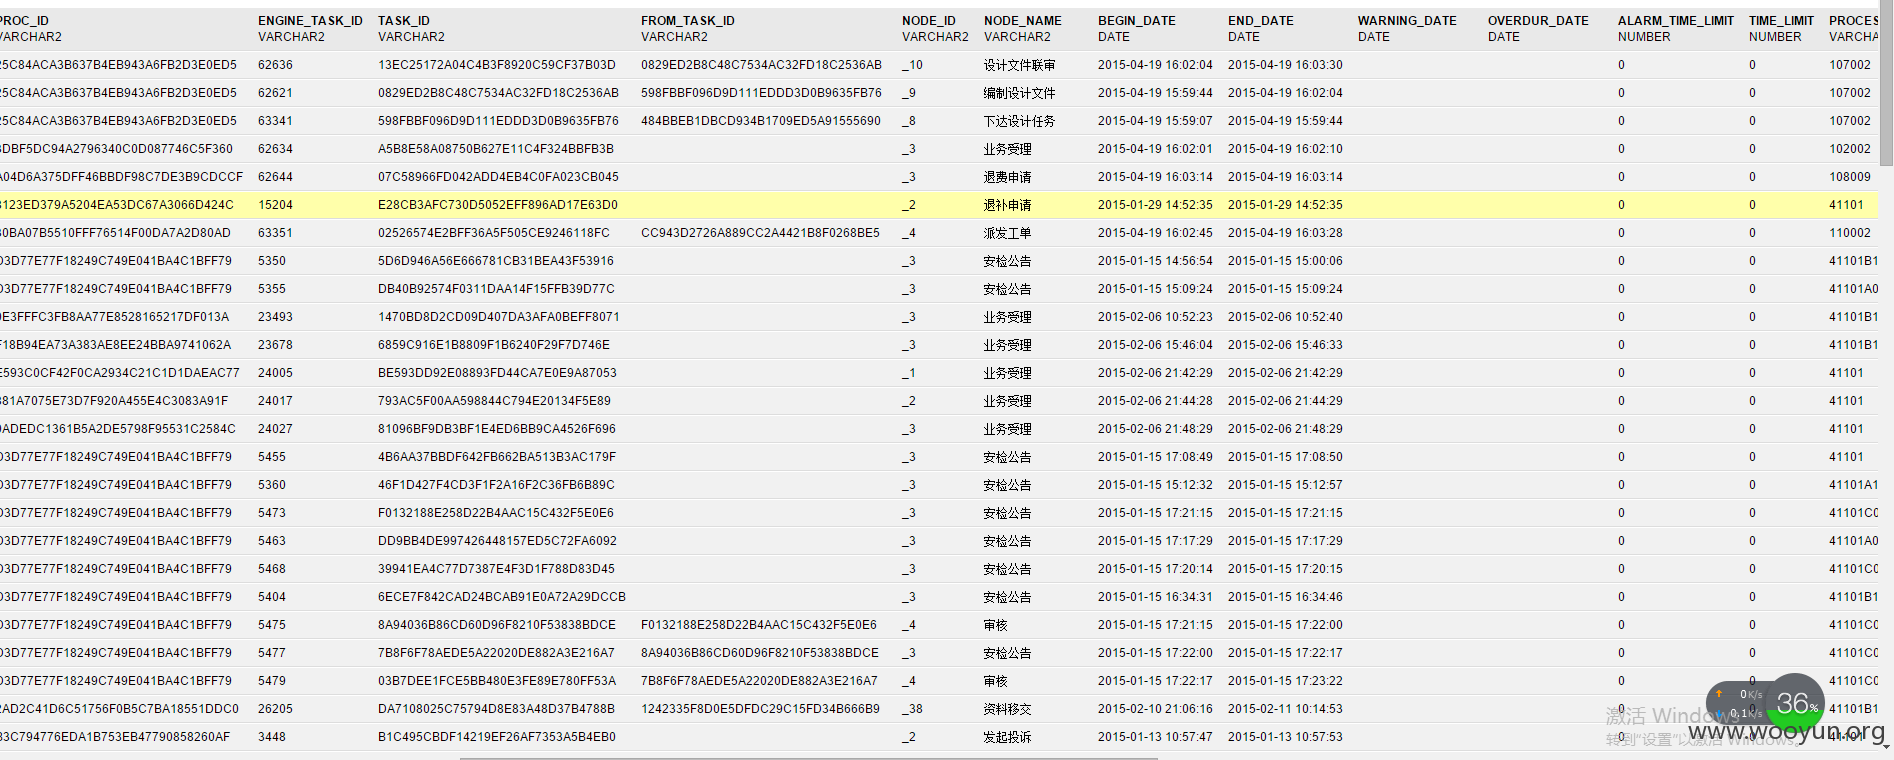 PROC_ID ENGINE_TASK_ID TASK_ID FROM_TASK_ID NODE_ID NODE_NAME BEGIN_DATE END_DATE WARNING_DATE OVERDUR_DATE ALARM_TIME_LIMIT TIME_LIMIT PROCES
VARCHAR2 VARCHAR2 VARCHAR2 VARCHAR2 VARCHAR2 VARCHAR2 DATE DATE DATE DATE NUMBER NUMBER VARCHA
25C84ACA3B637B4EB943A6FB2D3E0ED5 62636 13EC25172A04C4B3F8920C59CF37B03D 0829ED2B8C48C7534AC32FD18C2536AB _10 设计文件联审 2015-04-19 16:02:04 2015-04-19 16:03:30 0 0 107002
25C84ACA3B637B4EB943A6FB2D3E0ED5 62621 0829ED2B8C48C7534AC32FD18C2536AB 598FBBF096D9D111EDDD3D0B9635FB76 _9 编制设计文件 2015-04-19 15:59:44 2015-04-19 16:02:04 0 0 107002
25C84ACA3B637B4EB943A6FB2D3E0ED5 63341 598FBBF096D9D111EDDD3D0B9635FB76 484BBEB1DBCD934B1709ED5A91555690 _8 下达设计任务 2015-04-19 15:59:07 2015-04-19 15:59:44 0 0 107002
DBF5DC94A2796340C0D087746C5F360 62634 A5B8E58A08750B627E11C4F324BBFB3B _3 业务受理 2015-04-19 16:02:01 2015-04-19 16:02:10 0 0 102002
A04D6A375DFF46BBDF98C7DE3B9CDCCF 62644 07C58966FD042ADD4EB4C0FA023CB045 _3 退费申请 2015-04-19 16:03:14 2015-04-19 16:03:14 0 0 108009
123ED379A5204EA53DC67A3066D424C 15204 E28CB3AFC730D5052EFF896AD17E63D0 _2 退补申请 2015-01-29 14:52:35 2015-01-29 14:52:35 0 0 41101
0BA07B5510FFF76514F00DA7A2D80AD 63351 02526574E2BFF36A5F505CE9246118FC CC943D2726A889CC2A4421B8F0268BE5 _4 派发工单 2015-04-19 16:02:45 2015-04-19 16:03:28 0 0 110002
D3D77E77F18249C749E041BA4C1BFF79 5350 5D6D946A56E666781CB31BEA43F53916 _3 安检公告 2015-01-15 14:56:54 2015-01-15 15:00:06 0 0 41101B1
D3D77E77F18249C749E041BA4C1BFF79 5355 DB40B92574F0311DAA14F15FFB39D77C _3 安检公告 2015-01-15 15:09:24 2015-01-15 15:09:24 0 0 41101A0
E3FFFC3FB8AA77E8528165217DF013A 23493 1470BD8D2CD09D407DA3AFA0BEFF8071 _3 业务受理 2015-02-06 10:52:23 2015-02-06 10:52:40 0 0 41101B1
F18B94EA73A383AE8EE24BBA9741062A 23678 6859C916E1B8809F1B6240F29F7D746E _3 业务受理 2015-02-06 15:46:04 2015-02-06 15:46:33 0 0 41101B1
E593C0CF42F0CA2934C21C1D1DAEAC77 24005 BE593DD92E08893FD44CA7E0E9A87053 _1 业务受理 2015-02-06 21:42:29 2015-02-06 21:42:29 0 0 41101
81A7075E73D7F920A455E4C3083A91F 24017 793AC5F00AA598844C794E20134F5E89 _2 业务受理 2015-02-06 21:44:28 2015-02-06 21:44:29 0 0 41101
ADEDC1361B5A2DE5798F95531C2584C 24027 81096BF9DB3BF1E4ED6BB9CA4526F696 _3 业务受理 2015-02-06 21:48:29 2015-02-06 21:48:29 0 0 41101
D3D77E77F18249C749E041BA4C1BFF79 5455 4B6AA37BBDF642FB662BA513B3AC179F _3 安检公告 2015-01-15 17:08:49 2015-01-15 17:08:50 0 0 41101
D3D77E77F18249C749E041BA4C1BFF79 5360 46F1D427F4CD3F1F2A16F2C36FB6B89C _3 安检公告 2015-01-15 15:12:32 2015-01-15 15:12:57 0 0 41101A1
D3D77E77F18249C749E041BA4C1BFF79 5473 F0132188E258D22B4AAC15C432F5E0E6 _3 安检公告 2015-01-15 17:21:15 2015-01-15 17:21:15 0 0 41101C0
D3D77E77F18249C749E041BA4C1BFF79 5463 DD9BB4DE997426448157ED5C72FA6092 _3 安检公告 2015-01-15 17:17:29 2015-01-15 17:17:29 0 0 41101A0
D3D77E77F18249C749E041BA4C1BFF79 5468 39941EA4C77D7387E4F3D1F788D83D45 _3 安检公告 2015-01-15 17:20:14 2015-01-15 17:20:15 0 0 41101C0
D3D77E77F18249C749E041BA4C1BFF79 5404 6ECE7F842CAD24BCAB91E0A72A29DCCB _3 安检公告 2015-01-15 16:34:31 2015-01-15 16:34:46 0 0 41101B1
D3D77E77F18249C749E041BA4C1BFF79 5475 8A94036B86CD60D96F8210F53838BDCE F0132188E258D22B4AAC15C432F5E0E6 _4 审核 2015-01-15 17:21:15 2015-01-15 17:22:00 0 0 41101C0
D3D77E77F18249C749E041BA4C1BFF79 5477 7B8F6F78AEDE5A22020DE882A3E216A7 8A94036B86CD60D96F8210F53838BDCE _3 安检公告 2015-01-15 17:22:00 2015-01-15 17:22:17 0 0 41101C0
D3D77E77F18249C749E041BA4C1BFF79 5479 03B7DEE1FCE5BB480E3FE89E780FF53A 7B8F6F78AEDE5A22020DE882A3E216A7 _4 审核 2015-01-15 17:22:17 2015-01-15 17:23:22 0 0 41101C0
2AD2C41D6C51756F0B5C7BA18551DDC0 26205 DA7108025C75794D8E83A48D37B4788B 1242335F8D0E5DFDC29C15FD34B666B9 _38 资料移交 2015-02-10 21:06:16 2015-02-11 10:14:53 0 0 41101B1
33C794776EDA1B753EB47790858260AF 3448 B1C495CBDF14219EF26AF7353A5B4EB0 _2 发起投诉 2015-01-13 10:57:47 2015-01-13 10:57:53 0 0 41101
0K/s
0.1K/s
36%
激活 Windows
转到“设置”以激活 Windows。
www.wooyun.org